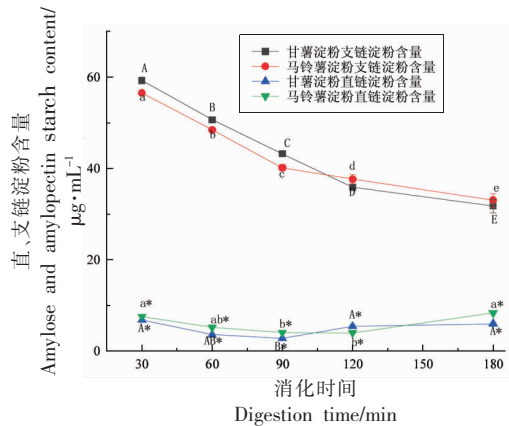 直、支链淀粉含量
Amylose and amylopectin starch content/
μg·mL⁻¹
甘薯淀粉支链淀粉含量
马铃薯淀粉支链淀粉含量
甘薯淀粉直链淀粉含量
马铃薯淀粉直链淀粉含量
60
40
20
0
A
a
B
b
C
c
d
D
e
E
a*
A*
ab*
AB*
b*
B*
A*
b*
a*
A*
30 60 90 120 150 180
消化时间
Digestion time/min